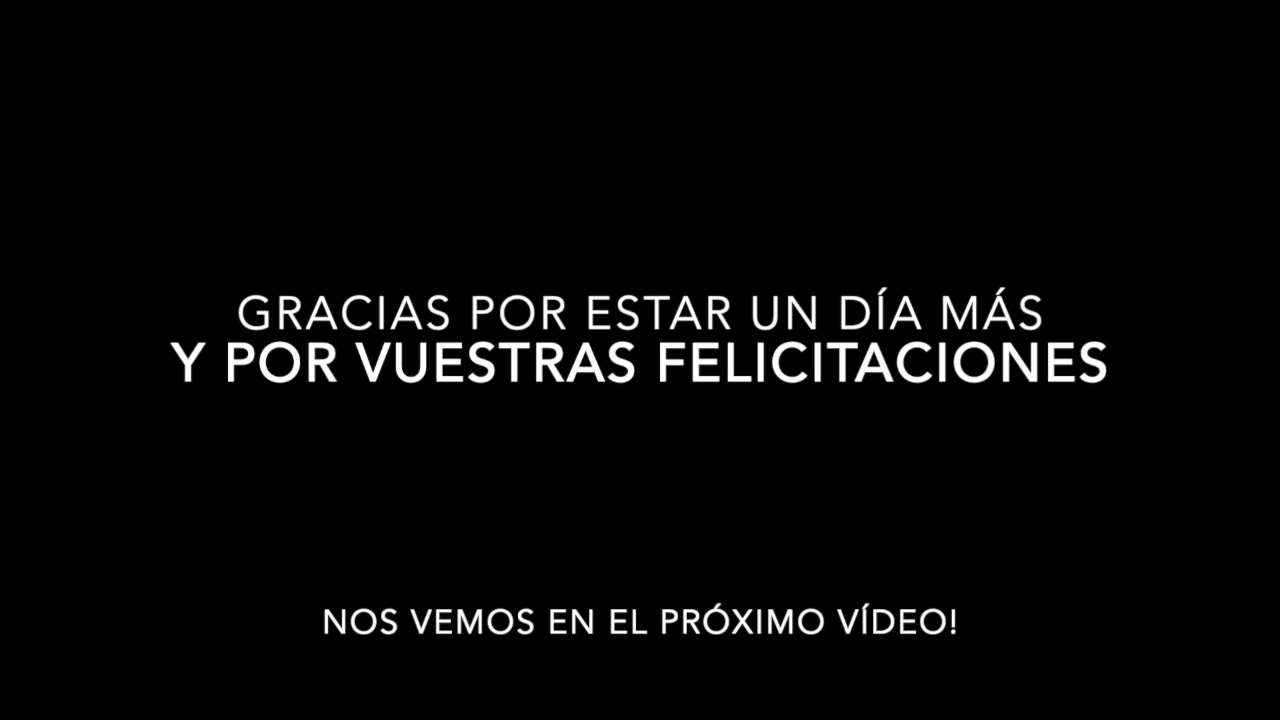 GRACIAS POR ESTAR UN DÍA MÁS
Y POR VUESTRAS FELICITACIONES
NOS VEMOS EN EL PRÓXIMO VÍDEO!